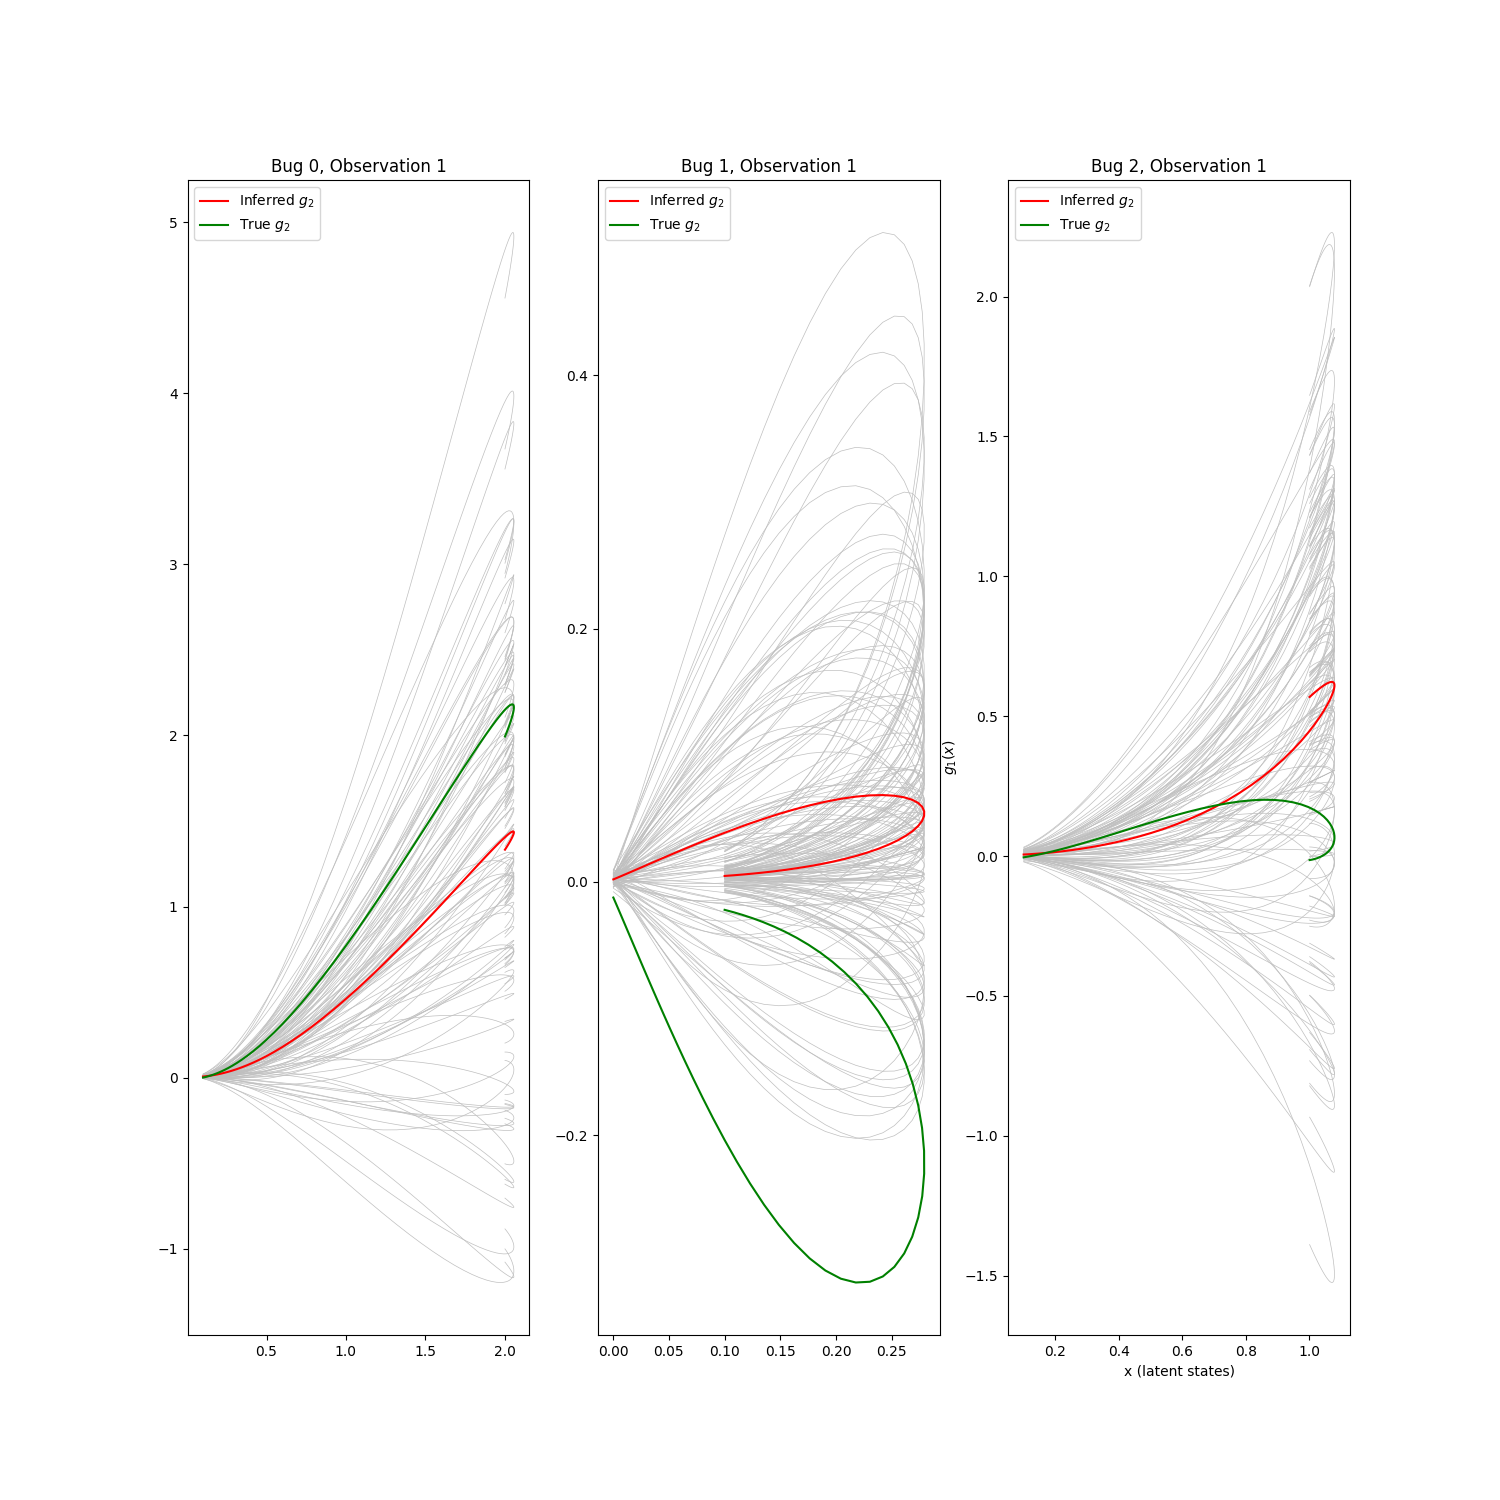 Bug 0, Observation 1
Inferred g₂
True g₂
5
4
3
2
1
0
−1
0.5 1.0 1.5 2.0
Bug 1, Observation 1
Inferred g₂
True g₂
0.4
0.2
0.0
−0.2
0.00 0.05 0.10 0.15 0.20 0.25
Bug 2, Observation 1
Inferred g₂
True g₂
g₁(x)
2.0
1.5
1.0
0.5
0.0
−0.5
−1.0
−1.5
0.2 0.4 0.6 0.8 1.0
x (latent states)